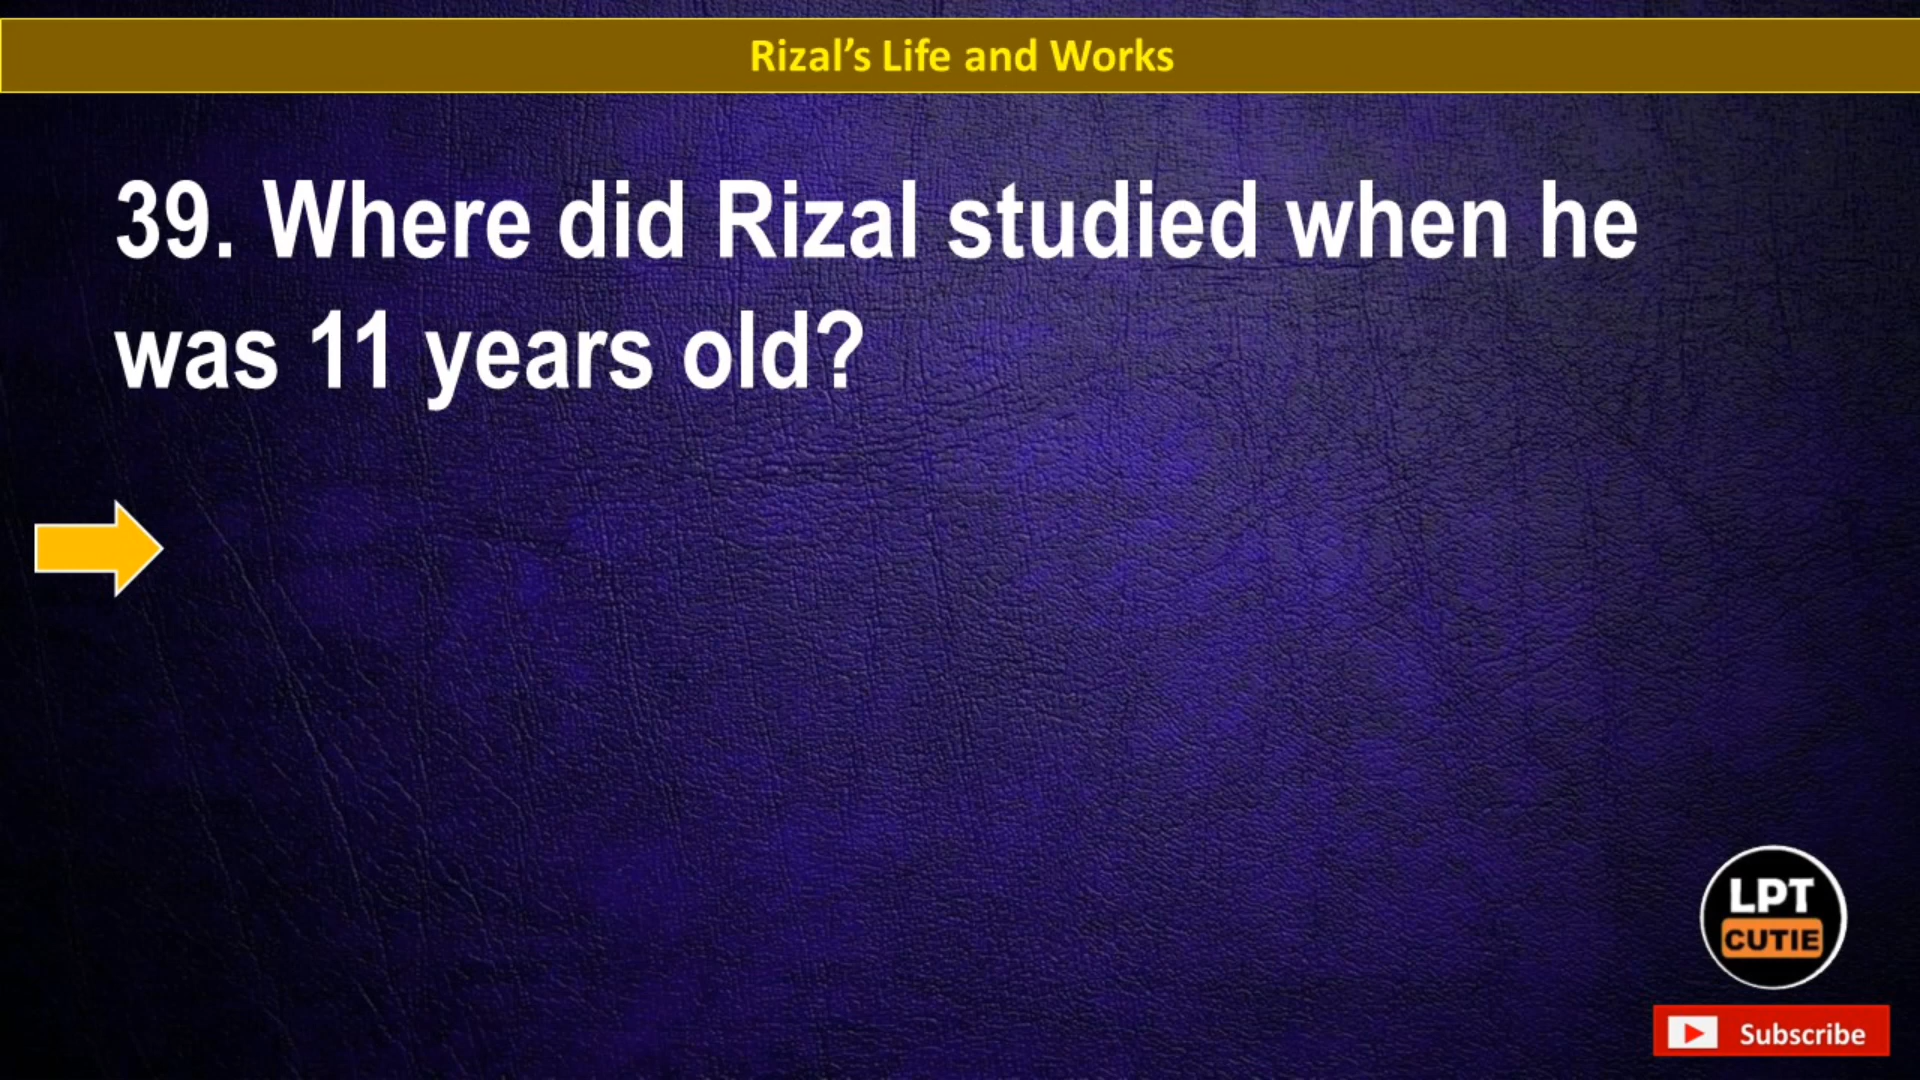 Rizal’s Life and Works
39. Where did Rizal studied when he
was 11 years old?
LPT
CUTIE
Subscribe